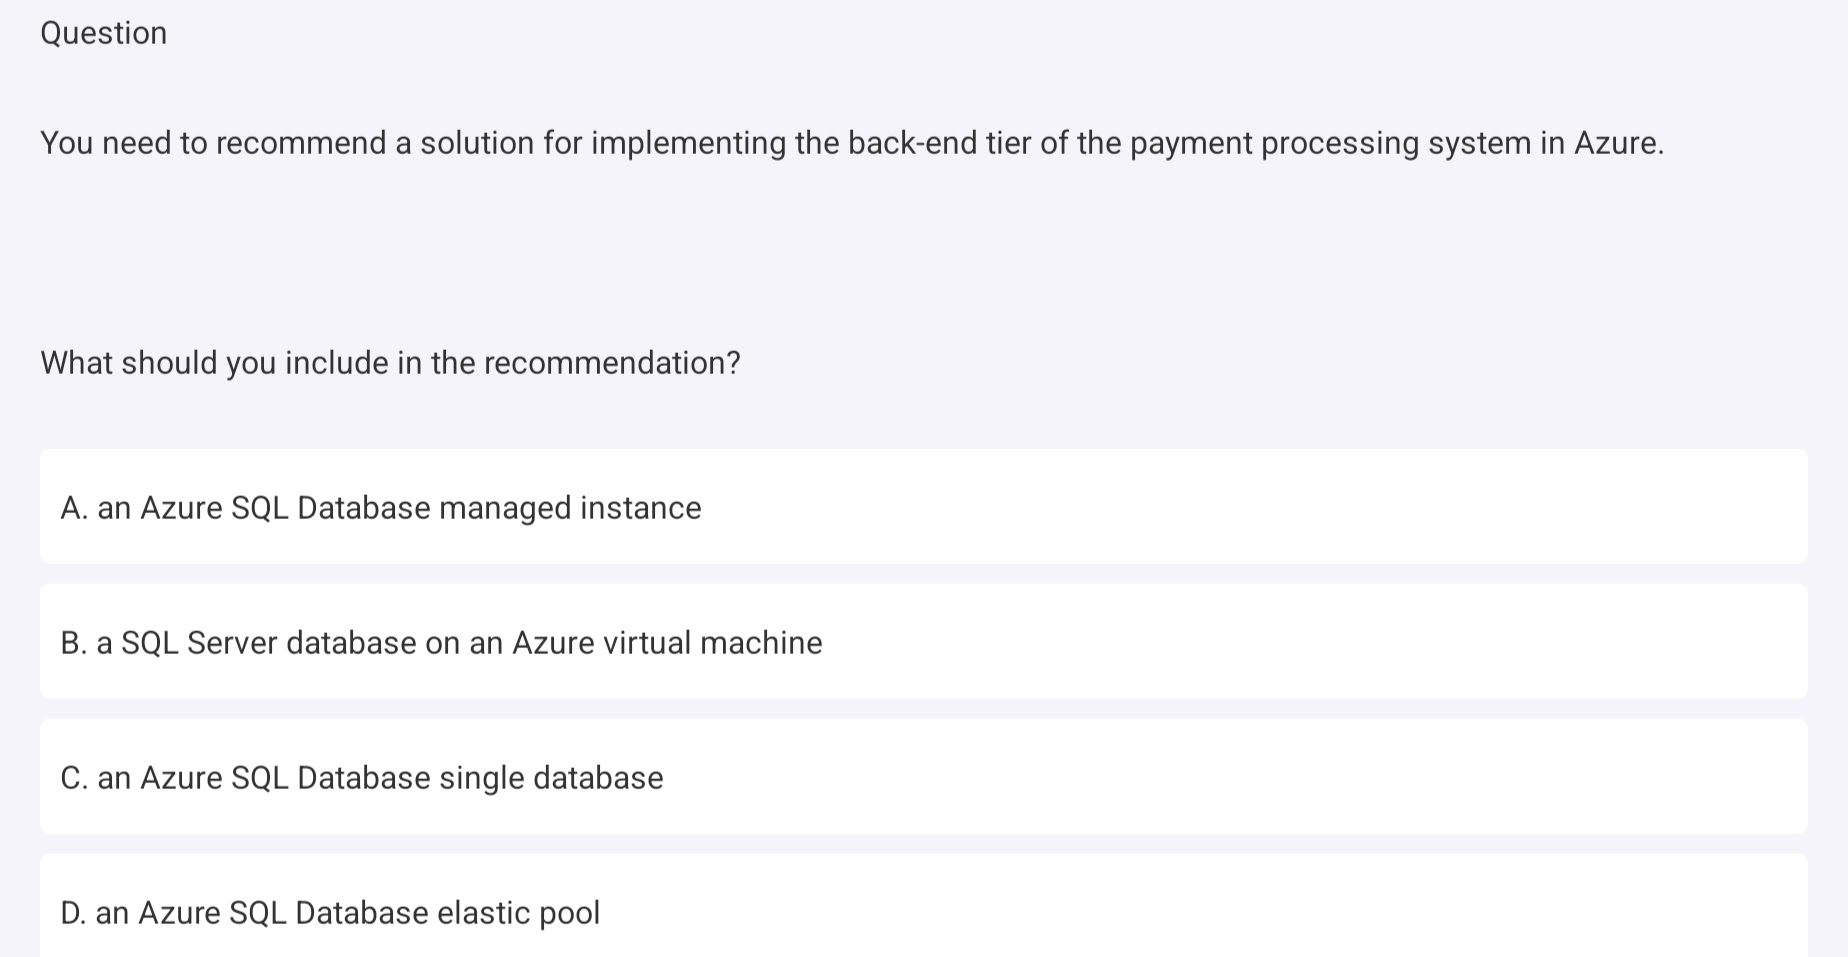 Question
You need to recommend a solution for implementing the back-end tier of the payment processing system in Azure.
What should you include in the recommendation?
A. an Azure SQL Database managed instance
B. a SQL Server database on an Azure virtual machine
C. an Azure SQL Database single database
D. an Azure SQL Database elastic pool